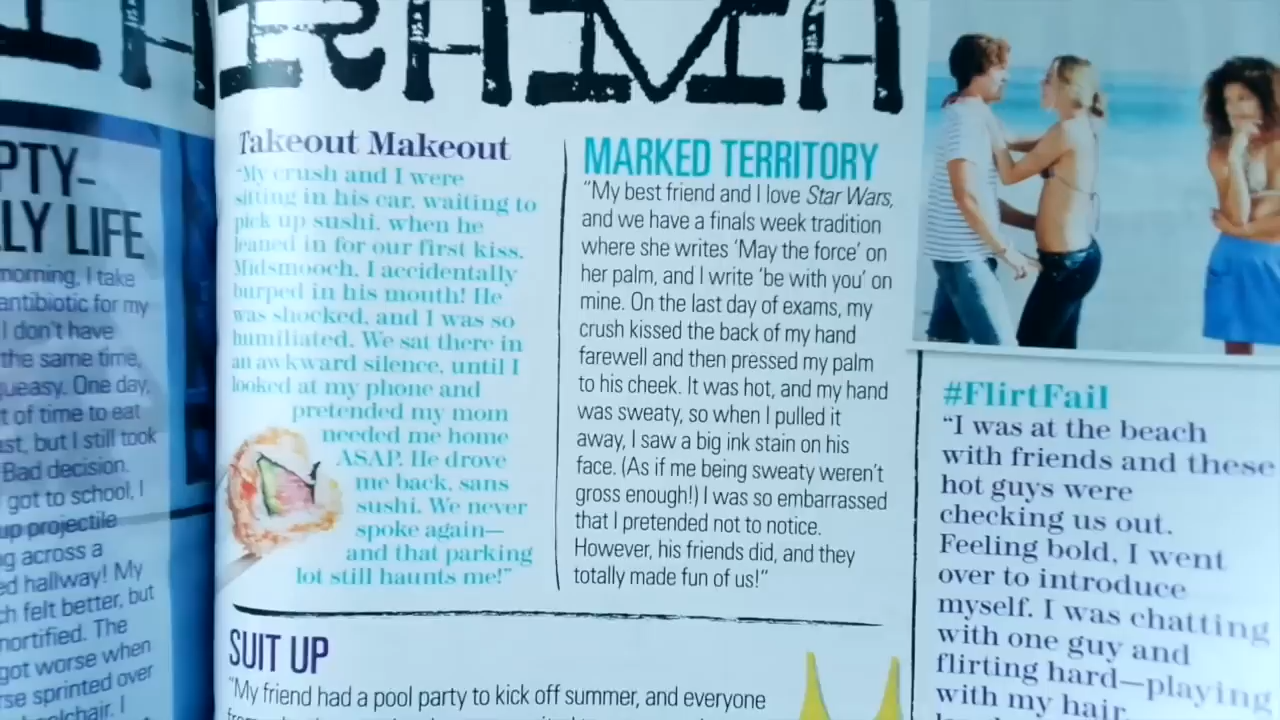 RAMA
PTY-
LY LIFE
morning, I take
antibiotic for my
I don't have
the same time,
queasy. One day,
t of time to eat
ast, but I still took
Bad decision.
got to school, I
up projectile
g across a
ed hallway! My
ch felt better, but
mortified. The
got worse when
rse sprinted over
Takeout Makeout
"My crush and I were
sitting in his car, waiting to
pick up sushi, when he
leaned in for our first kiss.
Midsmooch, I accidentally
burped in his mouth! He
was shocked, and I was so
humiliated. We sat there in
an awkward silence, until I
looked at my phone and
pretended my mom
needed me home
ASAP. He drove
me back, sans
sushi. We never
spoke again—
and that parking
lot still haunts me!"
MARKED TERRITORY
"My best friend and I love Star Wars,
and we have a finals week tradition
where she writes 'May the force' on
her palm, and I write 'be with you' on
mine. On the last day of exams, my
crush kissed the back of my hand
farewell and then pressed my palm
to his cheek. It was hot, and my hand
was sweaty, so when I pulled it
away, I saw a big ink stain on his
face. (As if me being sweaty weren't
gross enough!) I was so embarrassed
that I pretended not to notice.
However, his friends did, and they
totally made fun of us!"
SUIT UP
"My friend had a pool party to kick off summer, and everyone
#FlirtFail
"I was at the beach
with friends and these
hot guys were
checking us out.
Feeling bold, I went
over to introduce
myself. I was chatting
with one guy and
flirting hard—playing
with my hair,